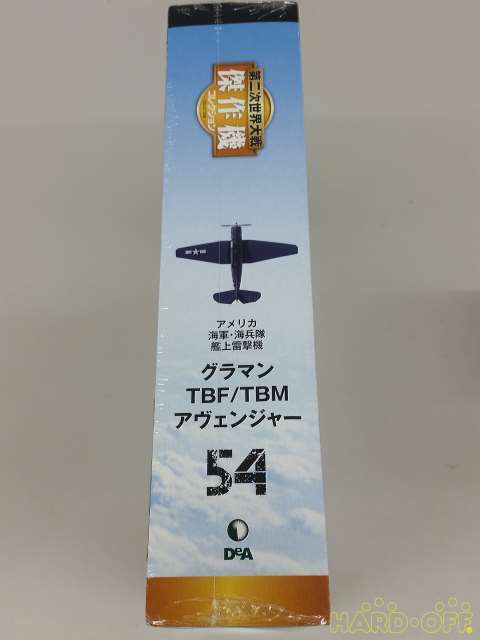 第二次世界大戦
傑作機
コレクション
アメリカ
海軍・海兵隊
艦上雷撃機
グラマン
TBF/TBM
アヴェンジャー
54
DeA
HARD-OFF